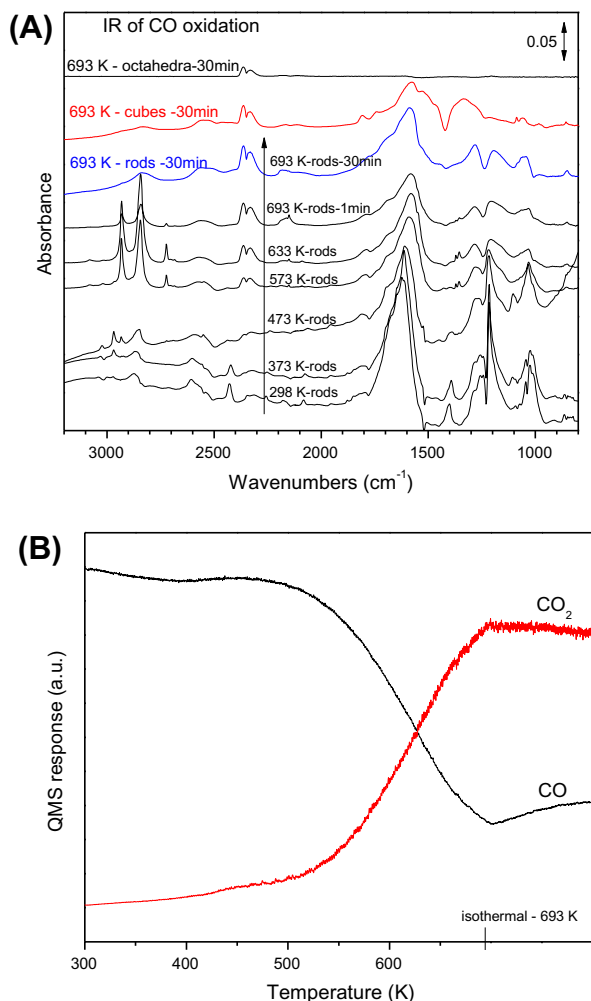 (A)
IR of CO oxidation
0.05
693 K - octahedra-30min
693 K - cubes -30min
693 K - rods -30min
693 K-rods-30min
693 K-rods-1min
633 K-rods
573 K-rods
473 K-rods
373 K-rods
298 K-rods
Absorbance
3000 2500 2000 1500 1000
Wavenumbers (cm⁻¹)
(B)
CO₂
CO
QMS response (a.u.)
isothermal - 693 K
300 400 500 600
Temperature (K)